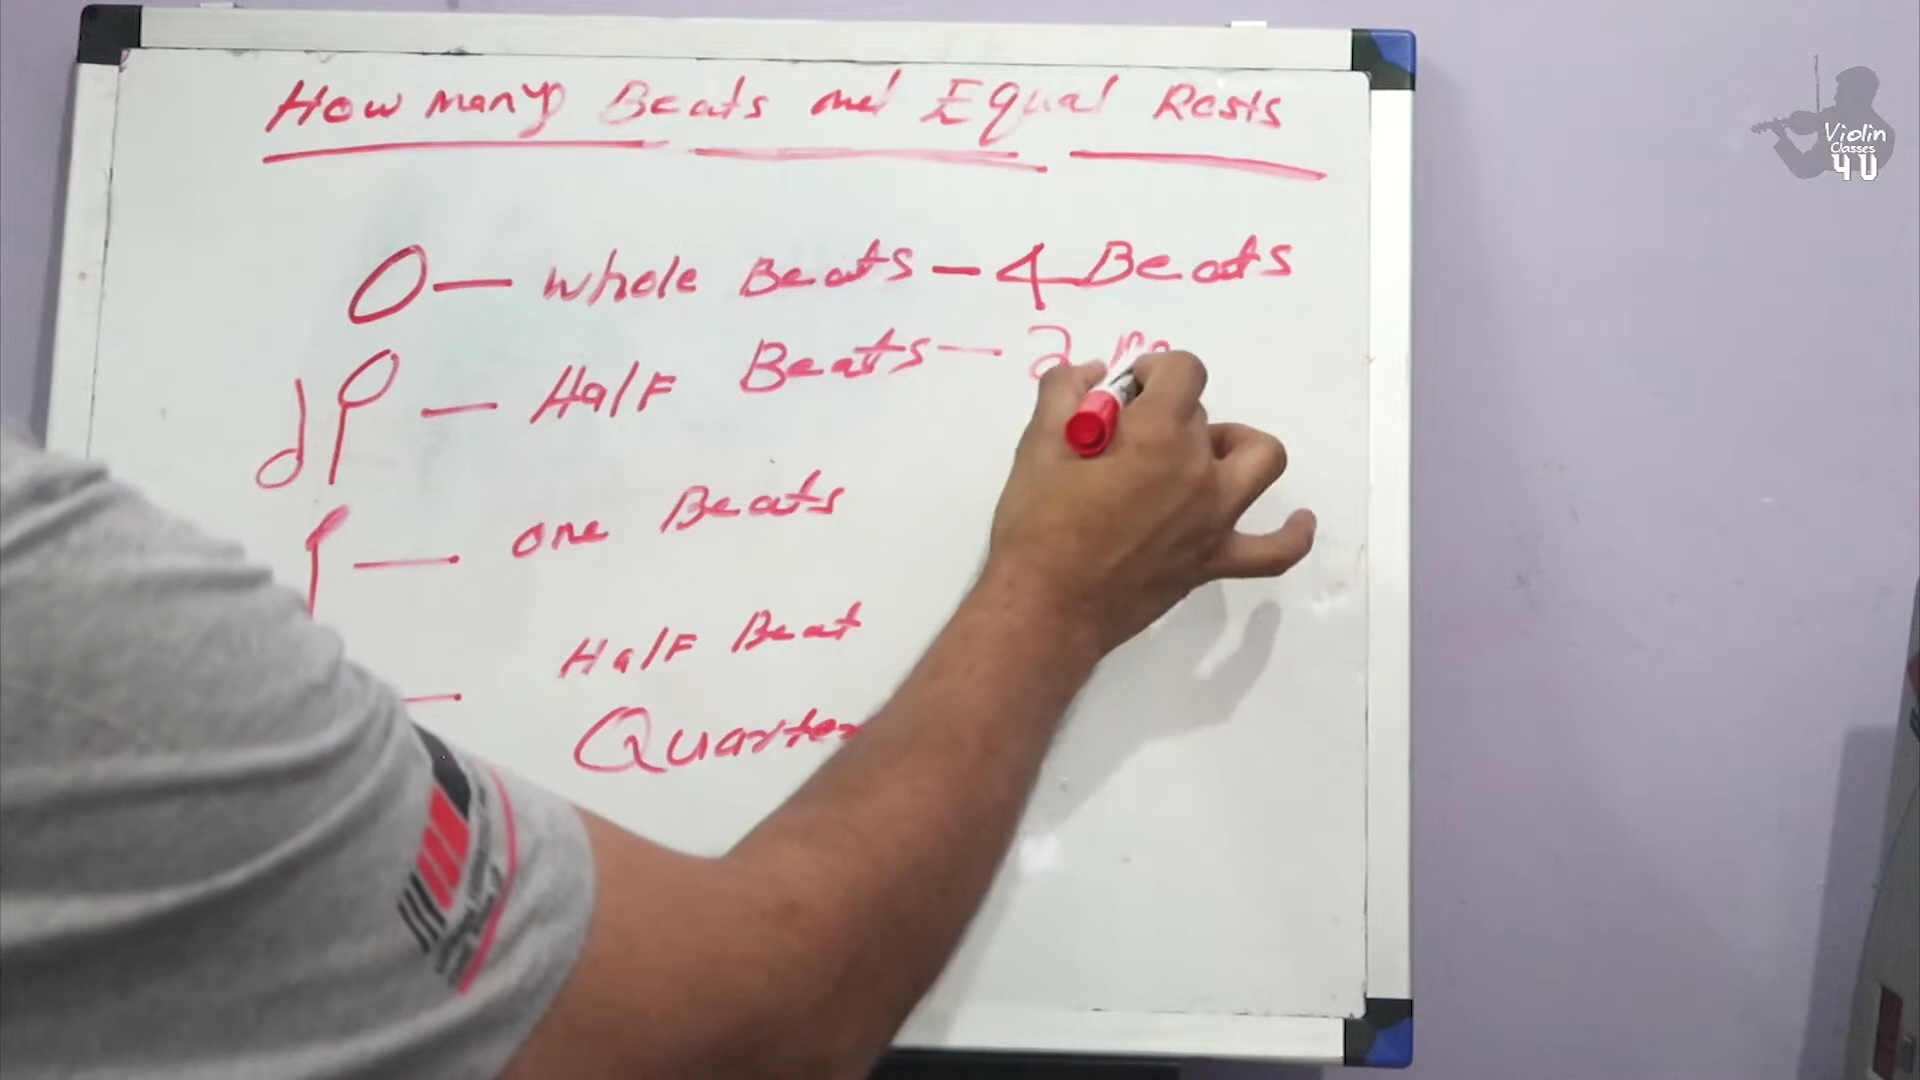 How many Beats and Equal Rests
O — whole Beats — 4 Beats
— Half Beats — 2
— one Beats
— Half Beat
Quarter
Violin
Classes
4 U